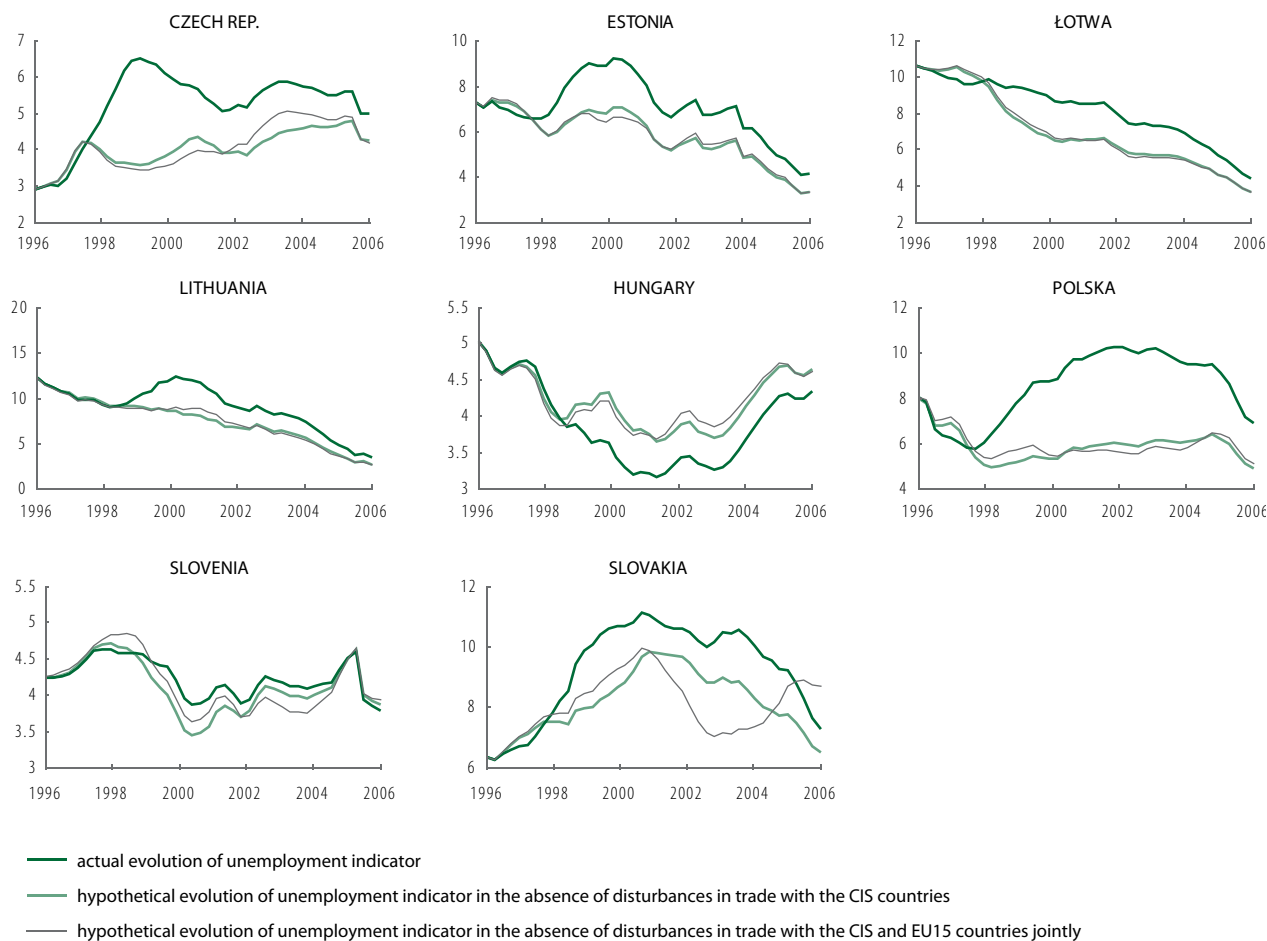 CZECH REP.
7
6
5
4
3
2
1996 1998 2000 2002 2004 2006
ESTONIA
10
8
6
4
2
1996 1998 2000 2002 2004 2006
ŁOTWA
12
10
8
6
4
2
1996 1998 2000 2002 2004 2006
LITHUANIA
20
15
10
5
0
1996 1998 2000 2002 2004 2006
HUNGARY
5.5
5
4.5
4
3.5
3
1996 1998 2000 2002 2004 2006
POLSKA
12
10
8
6
4
1996 1998 2000 2002 2004 2006
SLOVENIA
5.5
5
4.5
4
3.5
3
1996 1998 2000 2002 2004 2006
SLOVAKIA
12
10
8
6
1996 1998 2000 2002 2004 2006
actual evolution of unemployment indicator
hypothetical evolution of unemployment indicator in the absence of disturbances in trade with the CIS countries
hypothetical evolution of unemployment indicator in the absence of disturbances in trade with the CIS and EU15 countries jointly